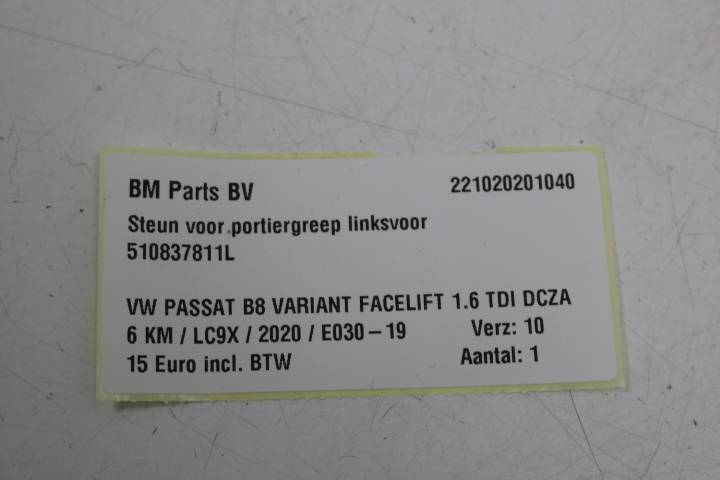 BM Parts BV 221020201040
Steun voor portiergreep linksvoor
510837811L
VW PASSAT B8 VARIANT FACELIFT 1.6 TDI DCZA
6 KM / LC9X / 2020 / E030-19 Verz: 10
15 Euro incl. BTW Aantal: 1